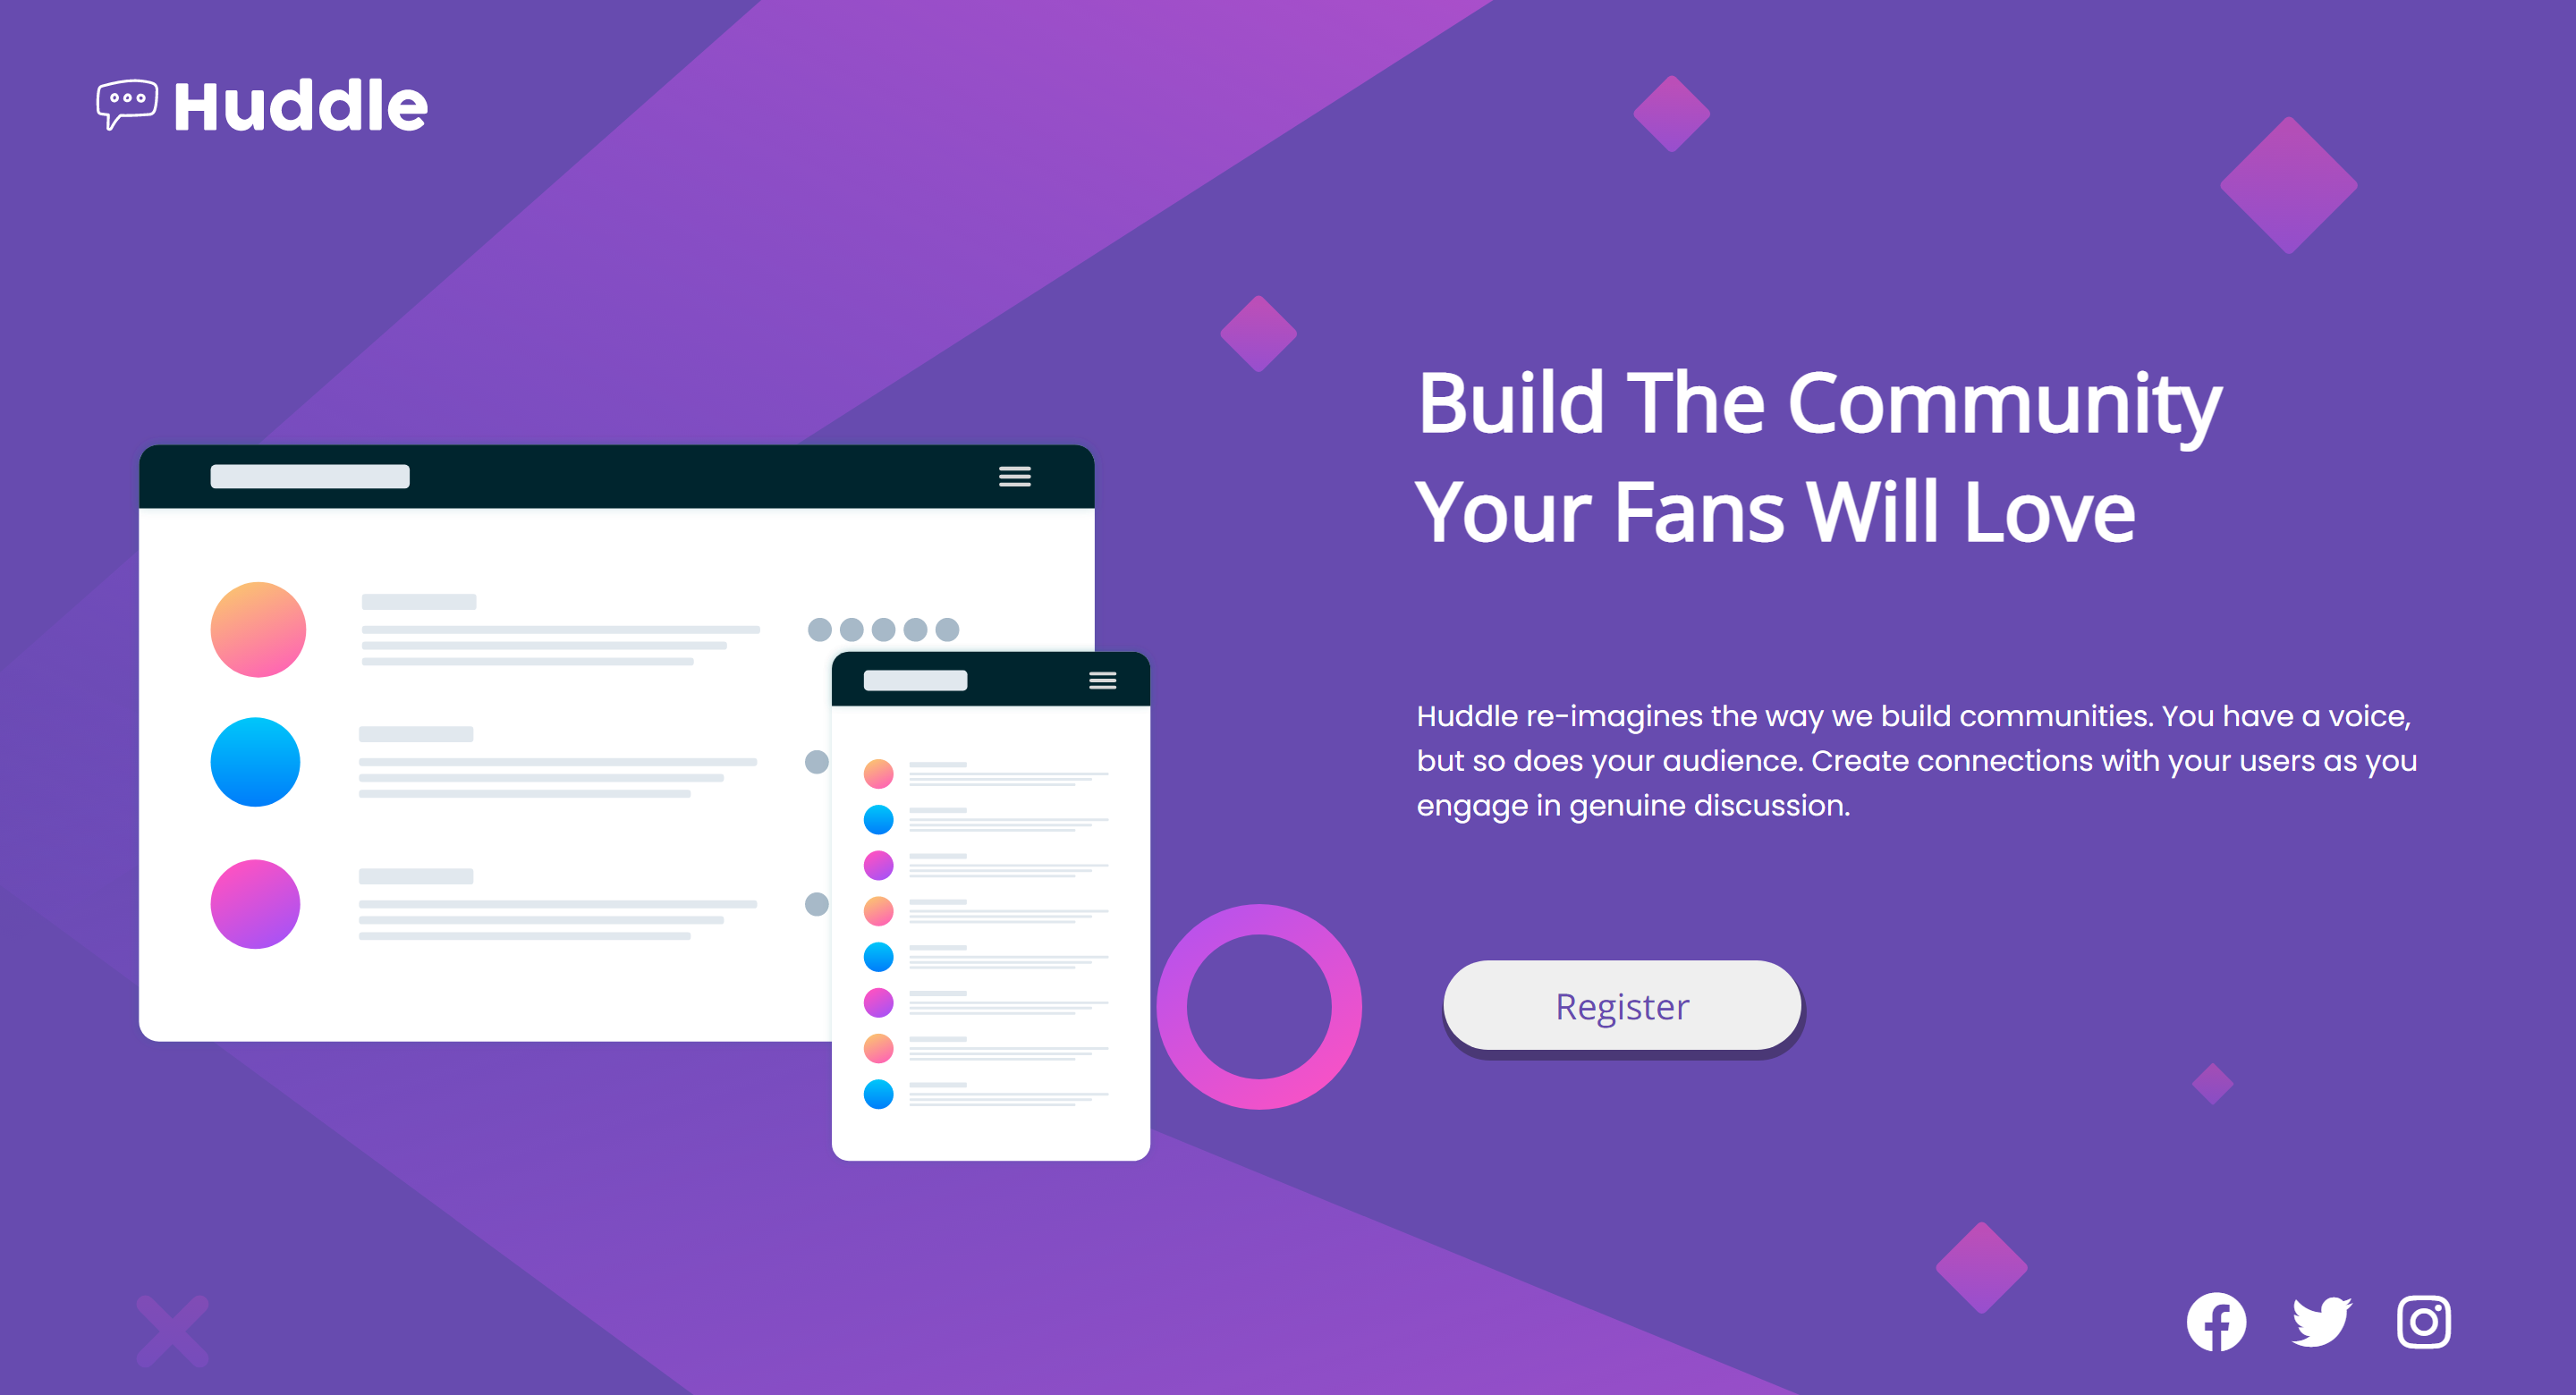 Huddle
Build The Community
Your Fans Will Love
Huddle re-imagines the way we build communities. You have a voice,
but so does your audience. Create connections with your users as you
engage in genuine discussion.
Register